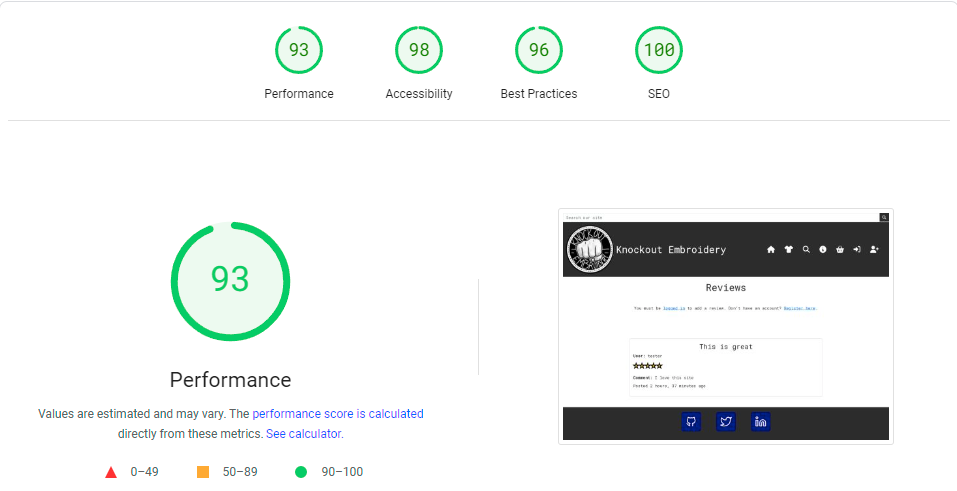 93
98
96
100
Performance
Accessibility
Best Practices
SEO
93
Performance
Values are estimated and may vary. The performance score is calculated
directly from these metrics. See calculator.
0–49
50–89
90–100
Search our site
KNOCKOUT
EMBROIDERY
Knockout Embroidery
Reviews
You must be logged in to add a review. Don't have an account? Register here.
This is great
User: tester
Comment: I love this site
Posted 2 hours, 37 minutes ago